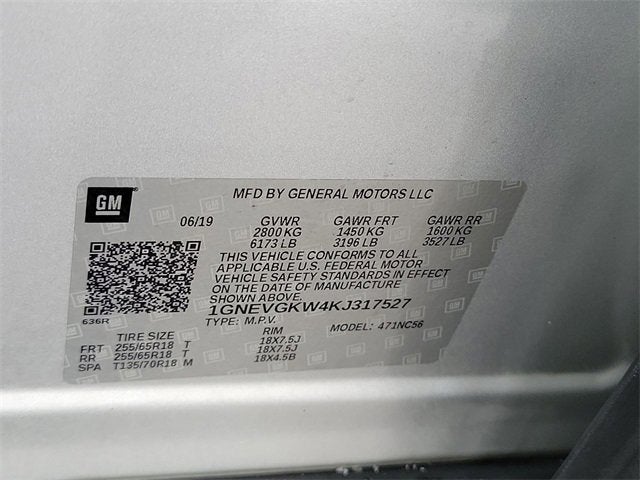 GM
MFD BY GENERAL MOTORS LLC
06/19 GVWR GAWR FRT GAWR RR
2800 KG 1450 KG 1600 KG
6173 LB 3196 LB 3527 LB
THIS VEHICLE CONFORMS TO ALL
APPLICABLE U.S. FEDERAL MOTOR
VEHICLE SAFETY STANDARDS IN EFFECT
ON THE DATE OF MANUFACTURE
SHOWN ABOVE.
1GNEVGKW4KJ317527
636R TYPE: M.P.V. MODEL: 471NC56
TIRE SIZE RIM
FRT 255/65R18 T 18X7.5J
RR 255/65R18 T 18X7.5J
SPA T135/70R18 M 18X4.5B